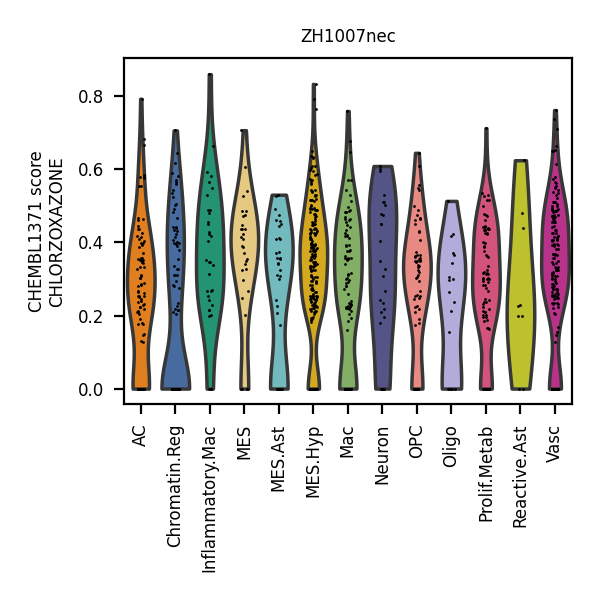 ZH1007nec
CHEMBL1371 score
CHLORZOXAZONE
0.8
0.6
0.4
0.2
0.0
AC
Chromatin.Reg
Inflammatory.Mac
MES
MES.Ast
MES.Hyp
Mac
Neuron
OPC
Oligo
Prolif.Metab
Reactive.Ast
Vasc